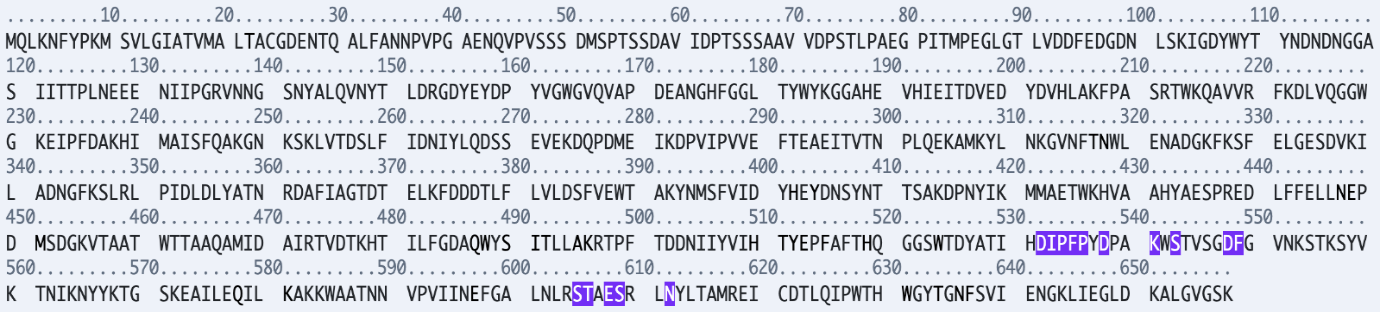 ........10.........20.........30.........40.........50.........60.........70.........80.........90........100........110.........
MQLKNFYPKM SVLGIATVMA LTACGDENTQ ALFANNPVPG AENQVPVSSS DMSPTSSDAV IDPTSSSAAV VDPSTLPAEG PITMPEGLGT LVDDFEDGDN LSKIGDYWYT YNDNDNGGA
120........130........140........150........160........170........180........190........200........210........220.........
S IITTPLNEEE NIIPGRVNNG SNYALQVNYT LDRGDYEYDP YVGWGVQVAP DEANGHFGGL TYWYKGGAHE VHIEITDVED YDVHLAKFPA SRTWKQAVVR FKDLVQGGW
230........240........250........260........270........280........290........300........310........320........330.........
G KEIPFDAKHI MAISFQAKGN KSKLVTDSLF IDNIYLQDSS EVEKDQPDME IKDPVIPVVE FTEAEITVTN PLQEKAMKYL NKGVNFTNWL ENADGKFKSF ELGESDVKI
340........350........360........370........380........390........400........410........420........430........440.........
L ADNGFKSLRL PIDLDLYATN RDAFIAGTDT ELKFDDDTLF LVLDSFVEWT AKYNMSFVID YHEYDNSYNT TSAKDPNYIK MMAETWKHVA AHYAESPRED LFFELLNEP
450........460........470........480........490........500........510........520........530........540........550.........
D MSDGKVTAAT WTTAAQAMID AIRTVDTKHT ILFGDAQWYS ITLLAKRTPF TDDNIIYVIH TYEPFAFTHQ GGSWTDYATI HDIPFPYDPA KWSTVSGDFG VNKSTKSYV
560........570........580........590........600........610........620........630........640........650.......
K TNIKNYYKTG SKEAILEQIL KAKKWAATNN VPVIINEFGA LNLRSTAESR LNYLTAMREI CDTLQIPWTH WGYTGNFSVI ENGKLIEGLD KALGVGSK